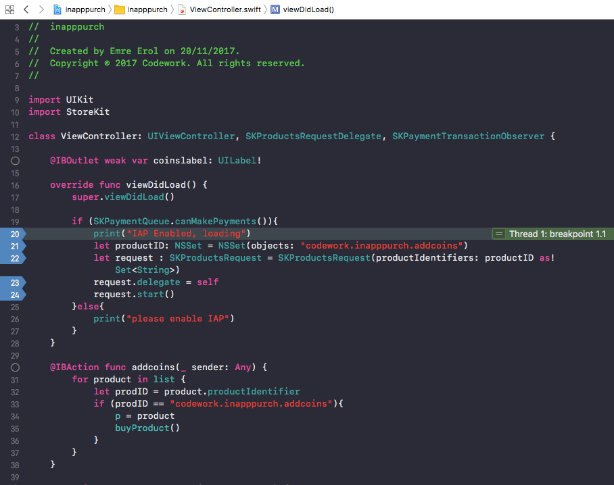 inapppurch 〉 inapppurch 〉 ViewController.swift 〉 M viewDidLoad()
3 //  inapppurch
4 //
5 //  Created by Emre Erol on 20/11/2017.
6 //  Copyright © 2017 Codework. All rights reserved.
7 //
8
9 import UIKit
10 import StoreKit
11
12 class ViewController: UIViewController, SKProductsRequestDelegate, SKPaymentTransactionObserver {
13
@IBOutlet weak var coinslabel: UILabel!
15
16 override func viewDidLoad() {
17 super.viewDidLoad()
18
19 if (SKPaymentQueue.canMakePayments()){
20 print("IAP Enabled, loading") = Thread 1: breakpoint 1.1
21 let productID: NSSet = NSSet(objects: "codework.inapppurch.addcoins")
22 let request : SKProductsRequest = SKProductsRequest(productIdentifiers: productID as!
Set<String>)
23 request.delegate = self
24 request.start()
25 }else{
26 print("please enable IAP")
27 }
28 }
29
@IBAction func addcoins(_ sender: Any) {
31 for product in list {
32 let prodID = product.productIdentifier
33 if (prodID == "codework.inapppurch.addcoins"){
34 p = product
35 buyProduct()
36 }
37 }
38 }
39